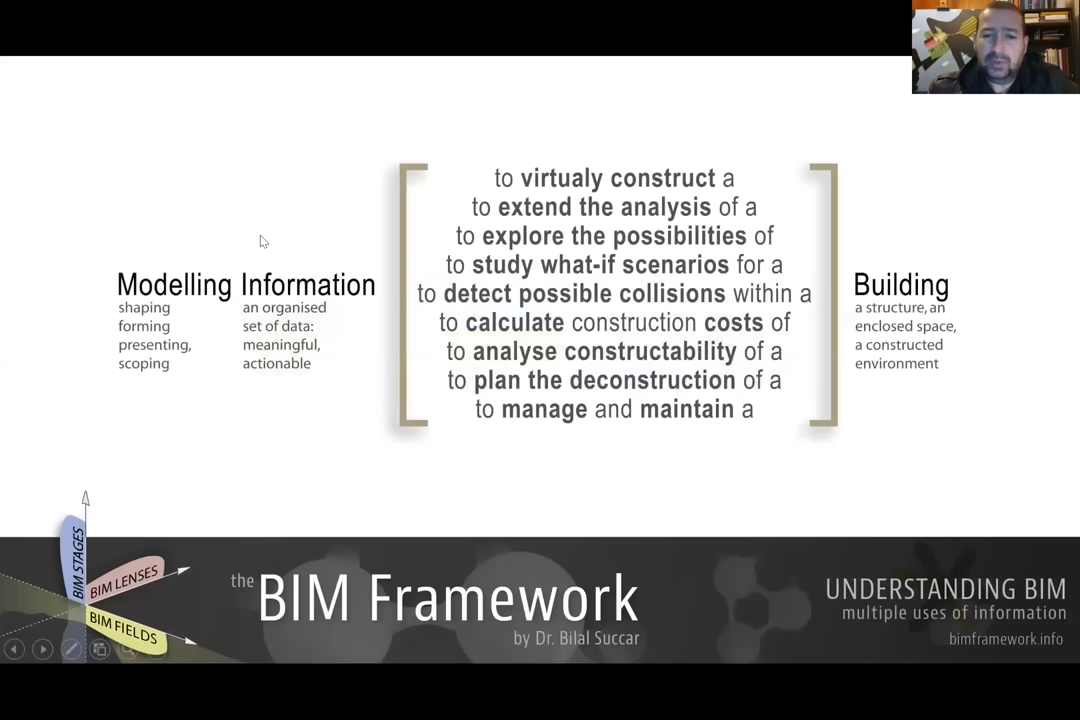 to virtualy construct a
to extend the analysis of a
to explore the possibilities of
to study what-if scenarios for a
to detect possible collisions within a
to calculate construction costs of
to analyse constructability of a
to plan the deconstruction of a
to manage and maintain a
Modelling
shaping
forming
presenting,
scoping
Information
an organised
set of data:
meaningful,
actionable
Building
a structure, an
enclosed space,
a constructed
environment
BIM STAGES
BIM LENSES
BIM FIELDS
the BIM Framework
by Dr. Bilal Succar
UNDERSTANDING BIM
multiple uses of information
bimframework.info